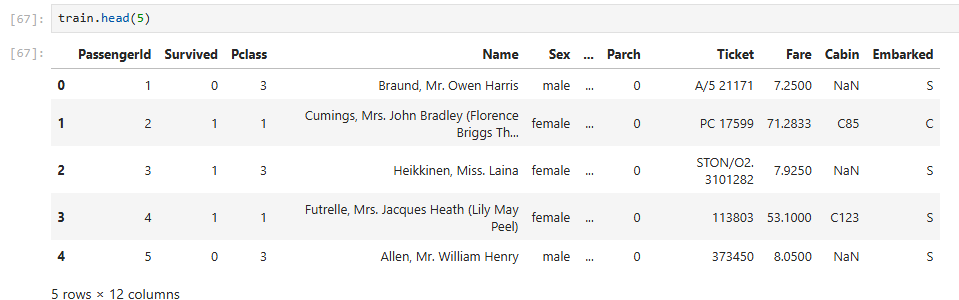 [67]: train.head(5)
[67]: PassengerId Survived Pclass Name Sex ... Parch Ticket Fare Cabin Embarked
0 1 0 3 Braund, Mr. Owen Harris male ... 0 A/5 21171 7.2500 NaN S
1 2 1 1 Cumings, Mrs. John Bradley (Florence Briggs Th... female ... 0 PC 17599 71.2833 C85 C
2 3 1 3 Heikkinen, Miss. Laina female ... 0 STON/O2. 3101282 7.9250 NaN S
3 4 1 1 Futrelle, Mrs. Jacques Heath (Lily May Peel) female ... 0 113803 53.1000 C123 S
4 5 0 3 Allen, Mr. William Henry male ... 0 373450 8.0500 NaN S
5 rows × 12 columns